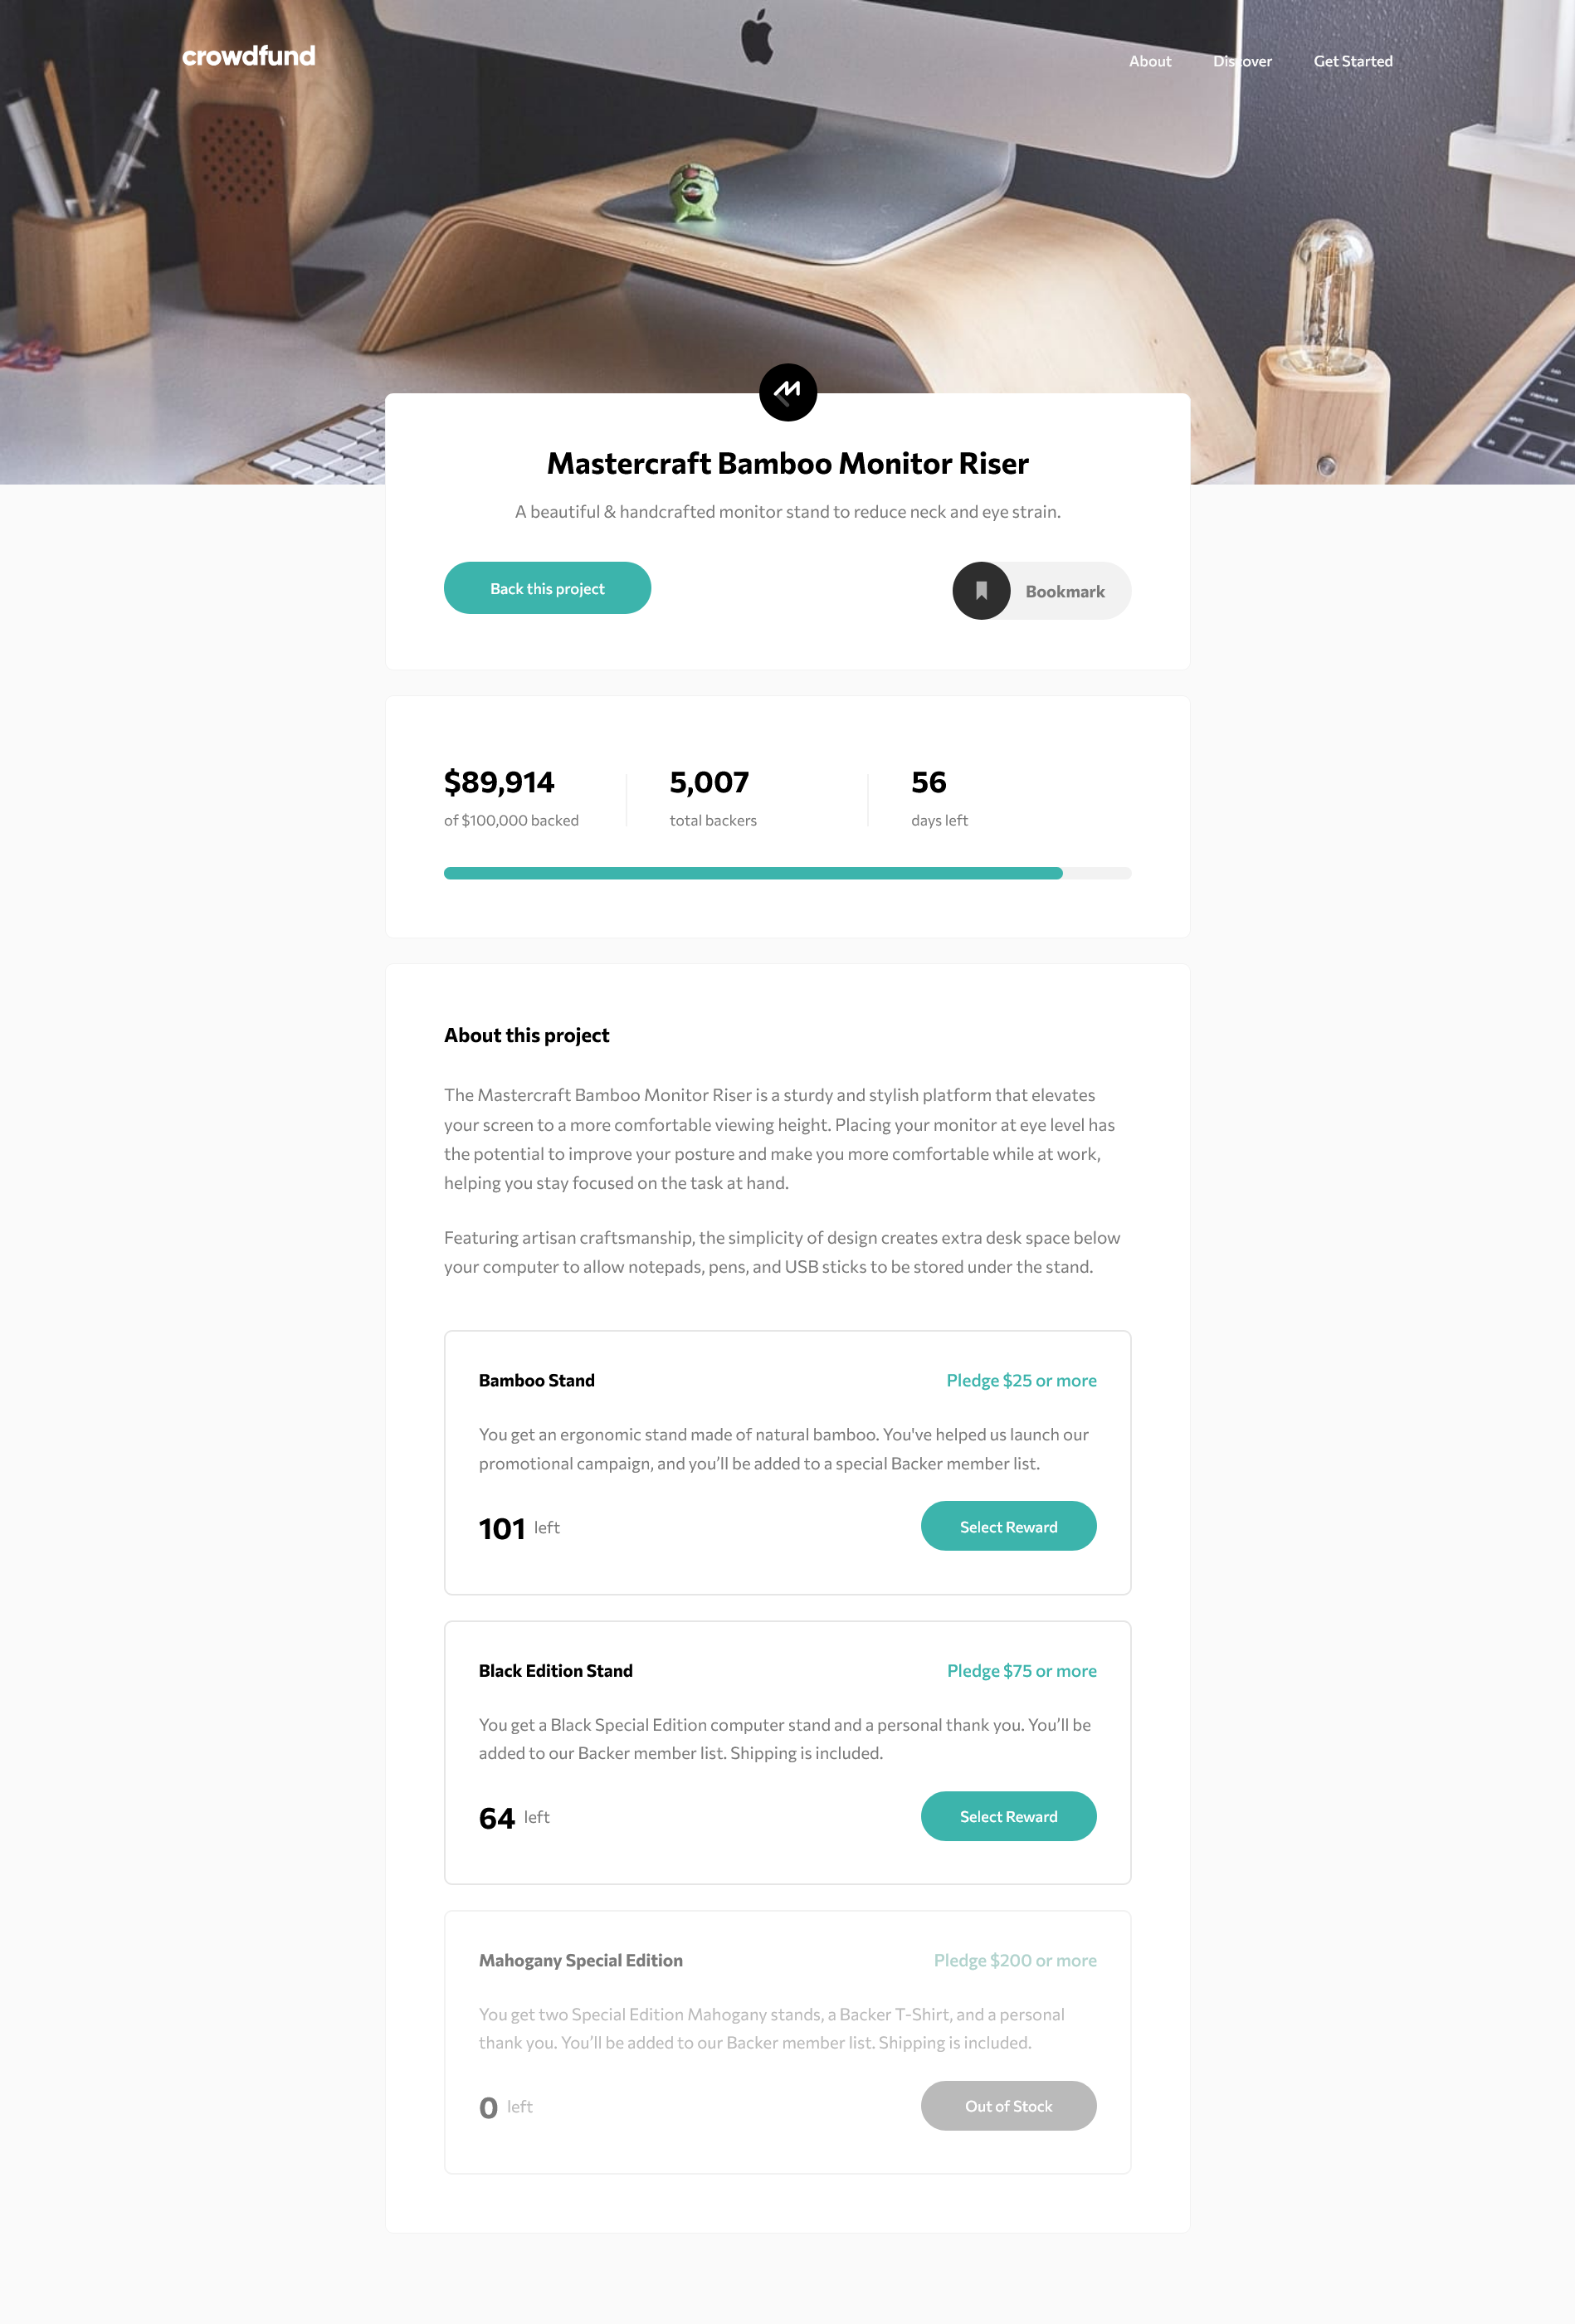 crowdfund
About Discover Get Started
Mastercraft Bamboo Monitor Riser
A beautiful & handcrafted monitor stand to reduce neck and eye strain.
Back this project
Bookmark
$89,914
of $100,000 backed
5,007
total backers
56
days left
About this project
The Mastercraft Bamboo Monitor Riser is a sturdy and stylish platform that elevates
your screen to a more comfortable viewing height. Placing your monitor at eye level has
the potential to improve your posture and make you more comfortable while at work,
helping you stay focused on the task at hand.
Featuring artisan craftsmanship, the simplicity of design creates extra desk space below
your computer to allow notepads, pens, and USB sticks to be stored under the stand.
Bamboo Stand
Pledge $25 or more
You get an ergonomic stand made of natural bamboo. You've helped us launch our
promotional campaign, and you’ll be added to a special Backer member list.
101 left
Select Reward
Black Edition Stand
Pledge $75 or more
You get a Black Special Edition computer stand and a personal thank you. You’ll be
added to our Backer member list. Shipping is included.
64 left
Select Reward
Mahogany Special Edition
Pledge $200 or more
You get two Special Edition Mahogany stands, a Backer T-Shirt, and a personal
thank you. You’ll be added to our Backer member list. Shipping is included.
0 left
Out of Stock